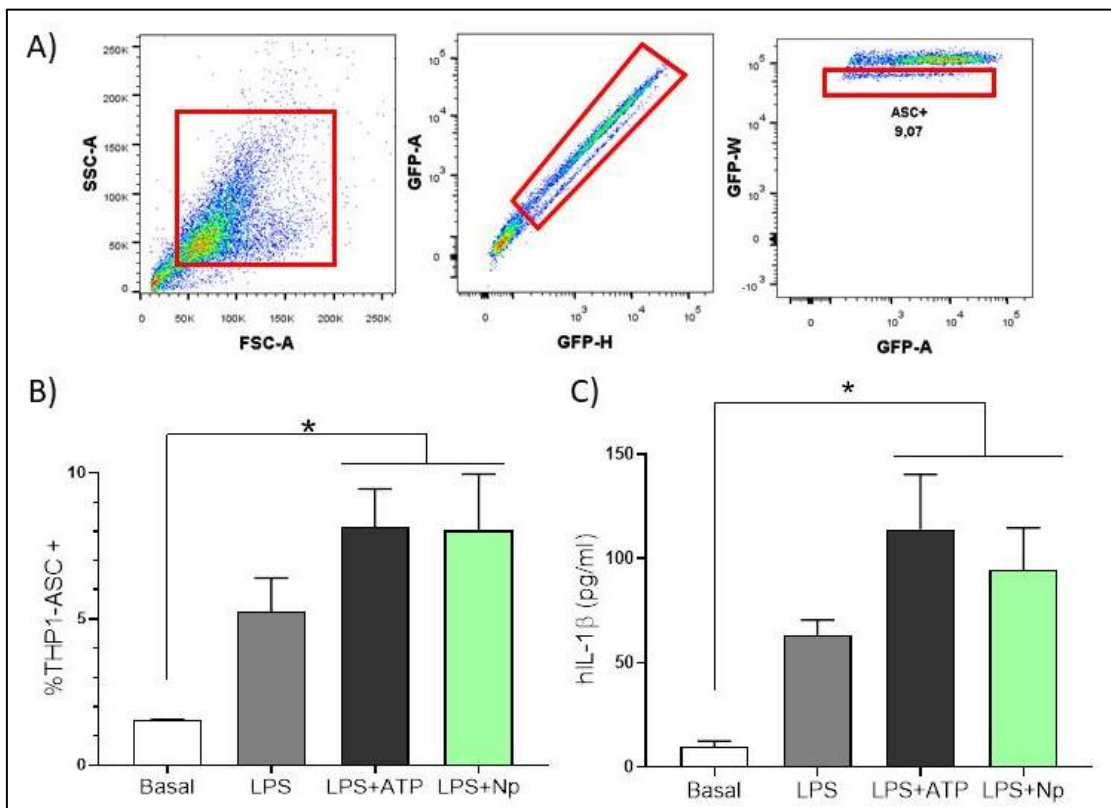 A)
250K
200K
150K
100K
50K
0
SSC-A
0 50K 100K 150K 200K 250K
FSC-A
10^5
10^4
10^3
0
GFP-A
0 10^3 10^4 10^5
GFP-H
10^5
10^4
10^3
0
-10^3
GFP-W
ASC+
9,07
0 10^3 10^4 10^5
GFP-A
B)
*
10
5
0
%THP1-ASC +
Basal LPS LPS+ATP LPS+Np
C)
*
150
100
50
0
hIL-1β (pg/ml)
Basal LPS LPS+ATP LPS+Np